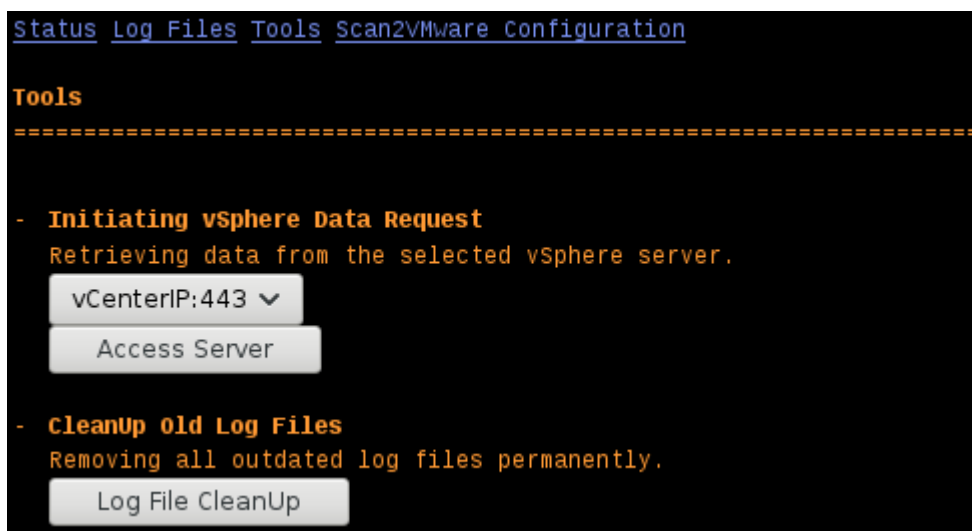 Status Log Files Tools Scan2VMware Configuration
Tools
=====================================================================
- Initiating vSphere Data Request
Retrieving data from the selected vSphere server.
vCenterIP:443
Access Server
- CleanUp Old Log Files
Removing all outdated log files permanently.
Log File CleanUp